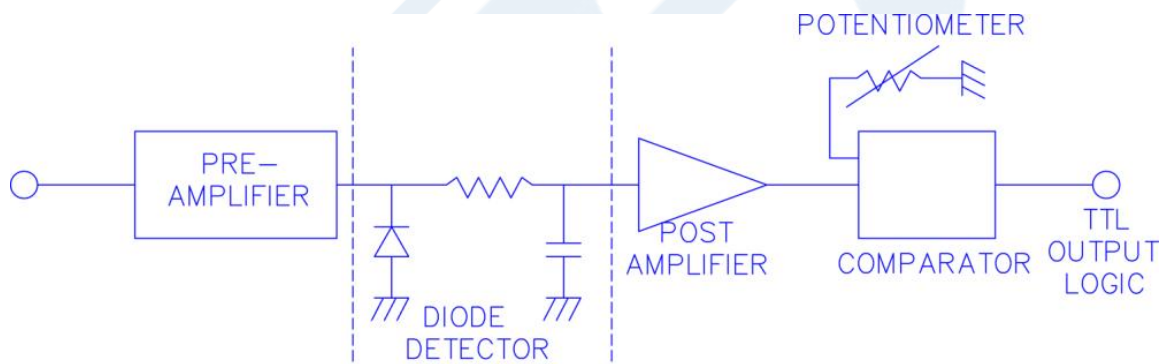 POTENTIOMETER
PRE–
AMPLIFIER
POST
AMPLIFIER
COMPARATOR
TTL
OUTPUT
LOGIC
DIODE
DETECTOR